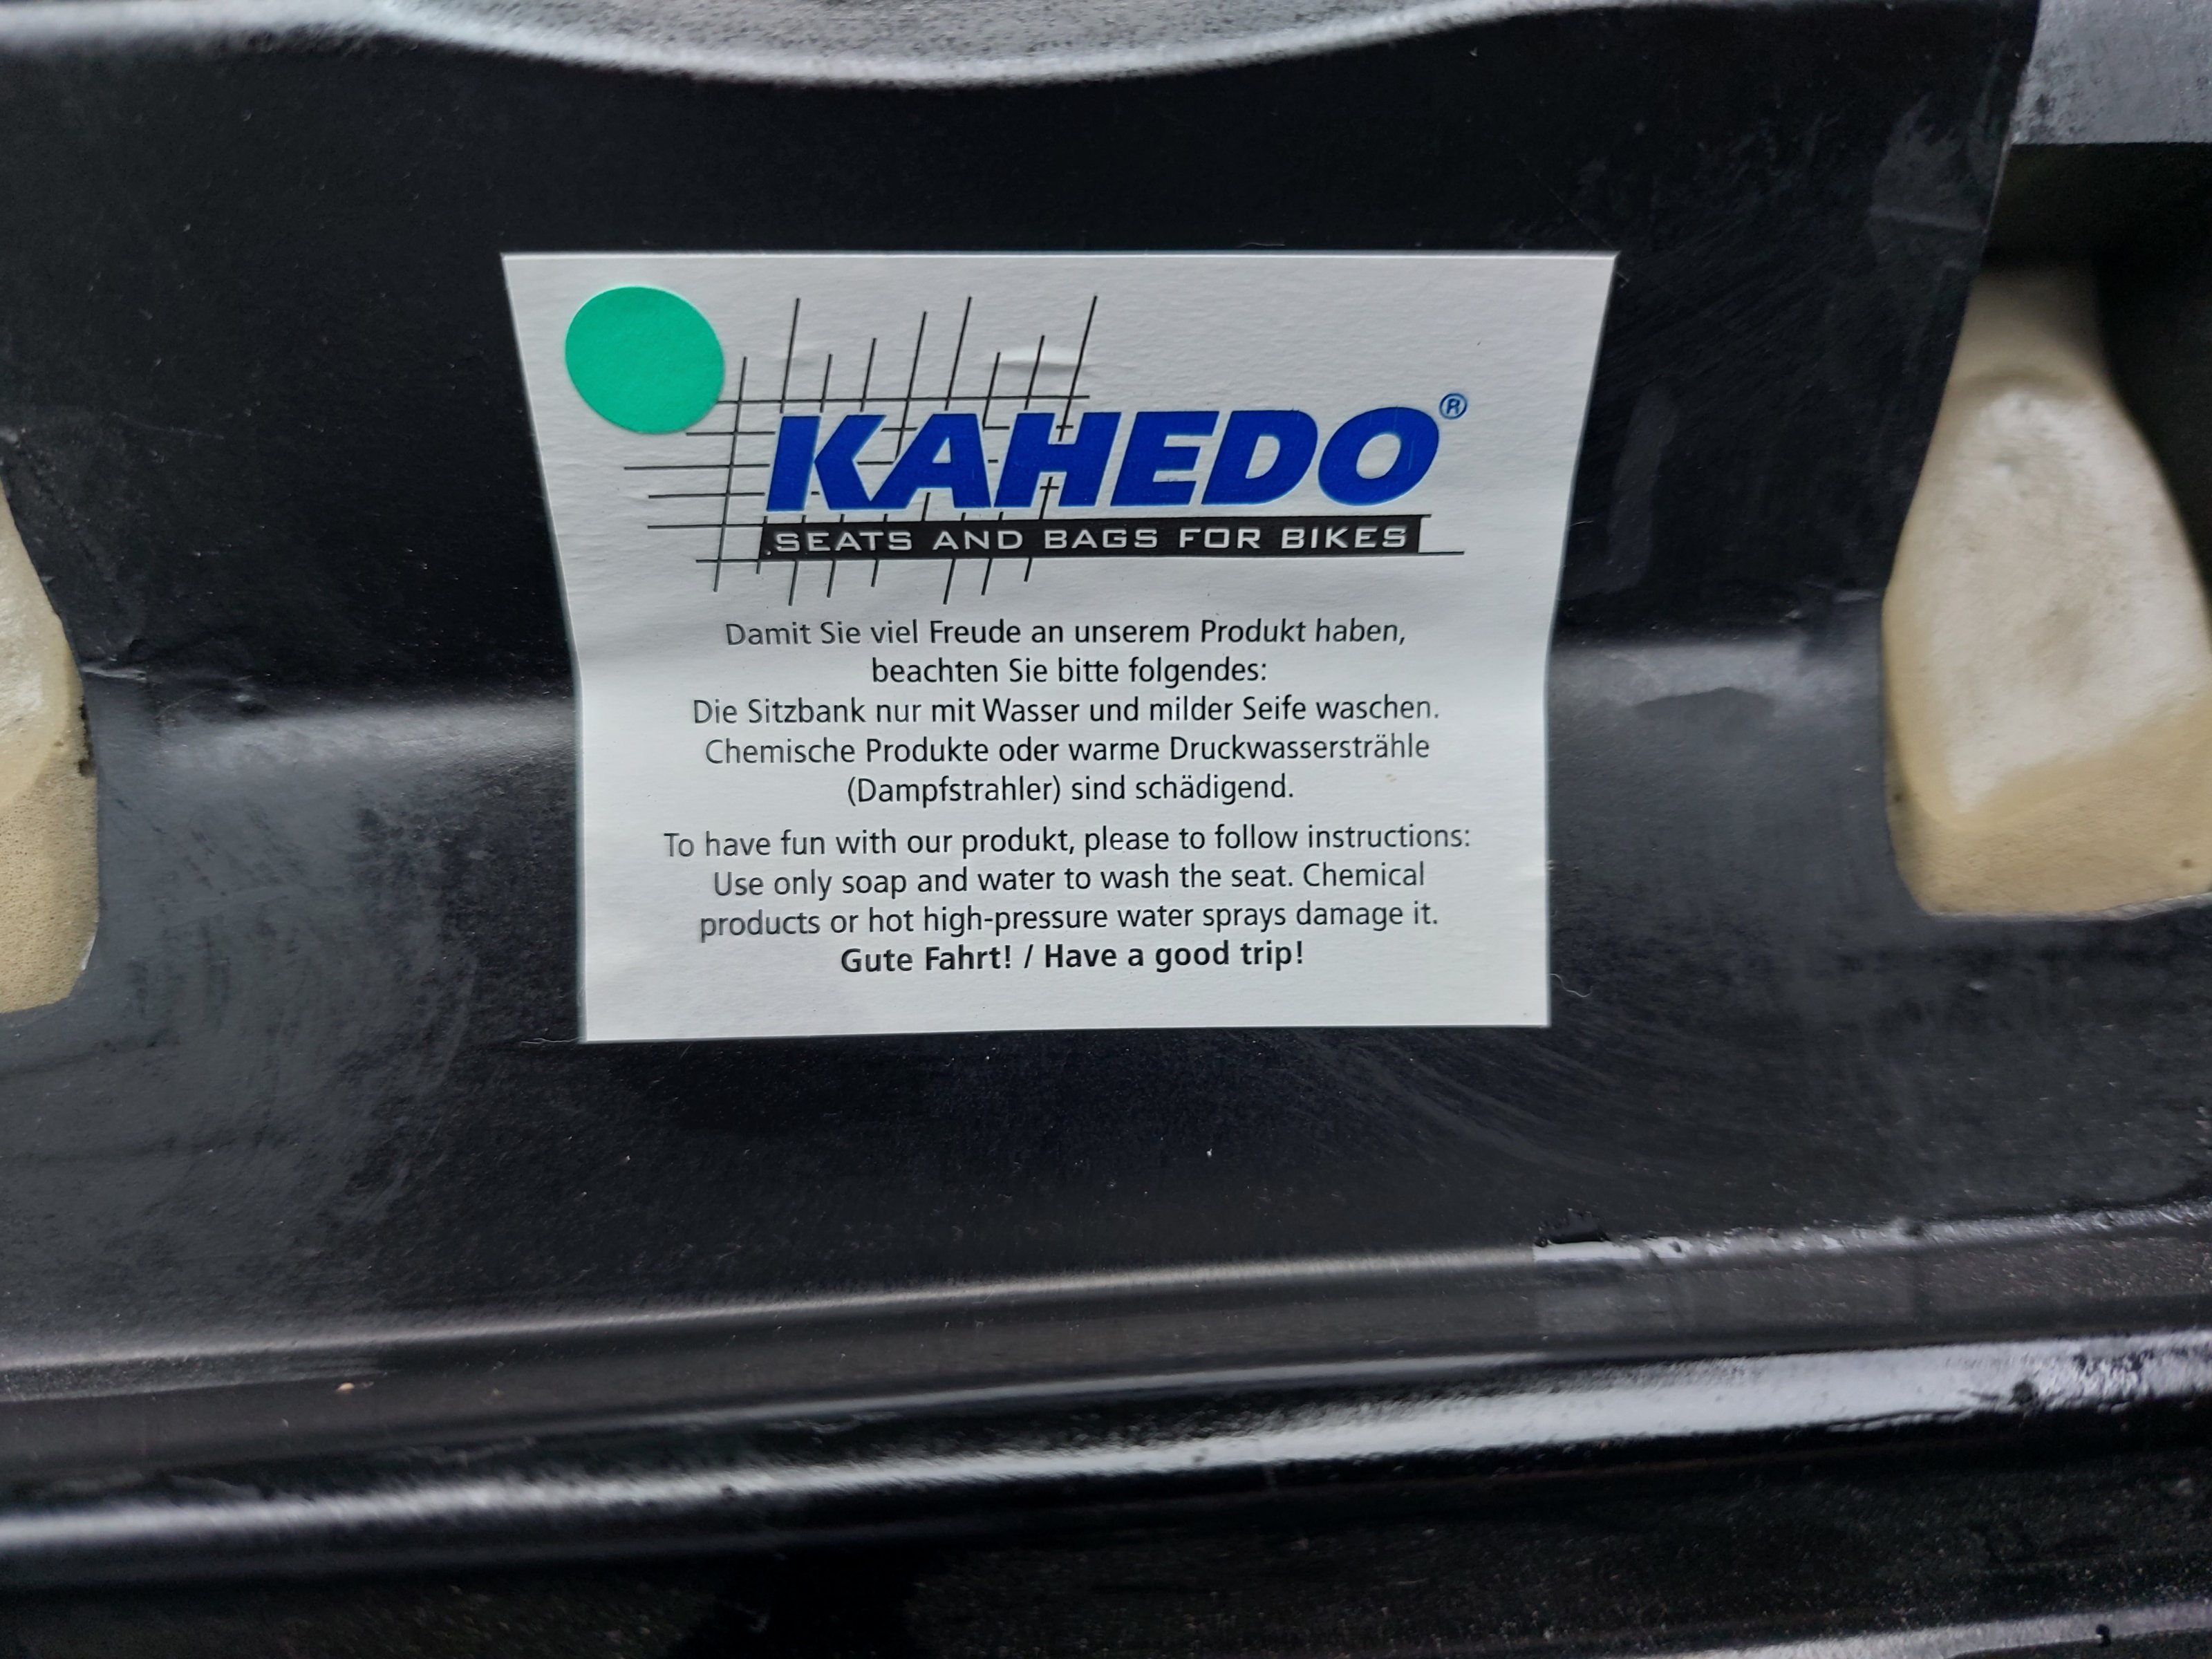 KAHEDO®
SEATS AND BAGS FOR BIKES
Damit Sie viel Freude an unserem Produkt haben,
beachten Sie bitte folgendes:
Die Sitzbank nur mit Wasser und milder Seife waschen.
Chemische Produkte oder warme Druckwassersträhle
(Dampfstrahler) sind schädigend.
To have fun with our produkt, please to follow instructions:
Use only soap and water to wash the seat. Chemical
products or hot high-pressure water sprays damage it.
Gute Fahrt! / Have a good trip!